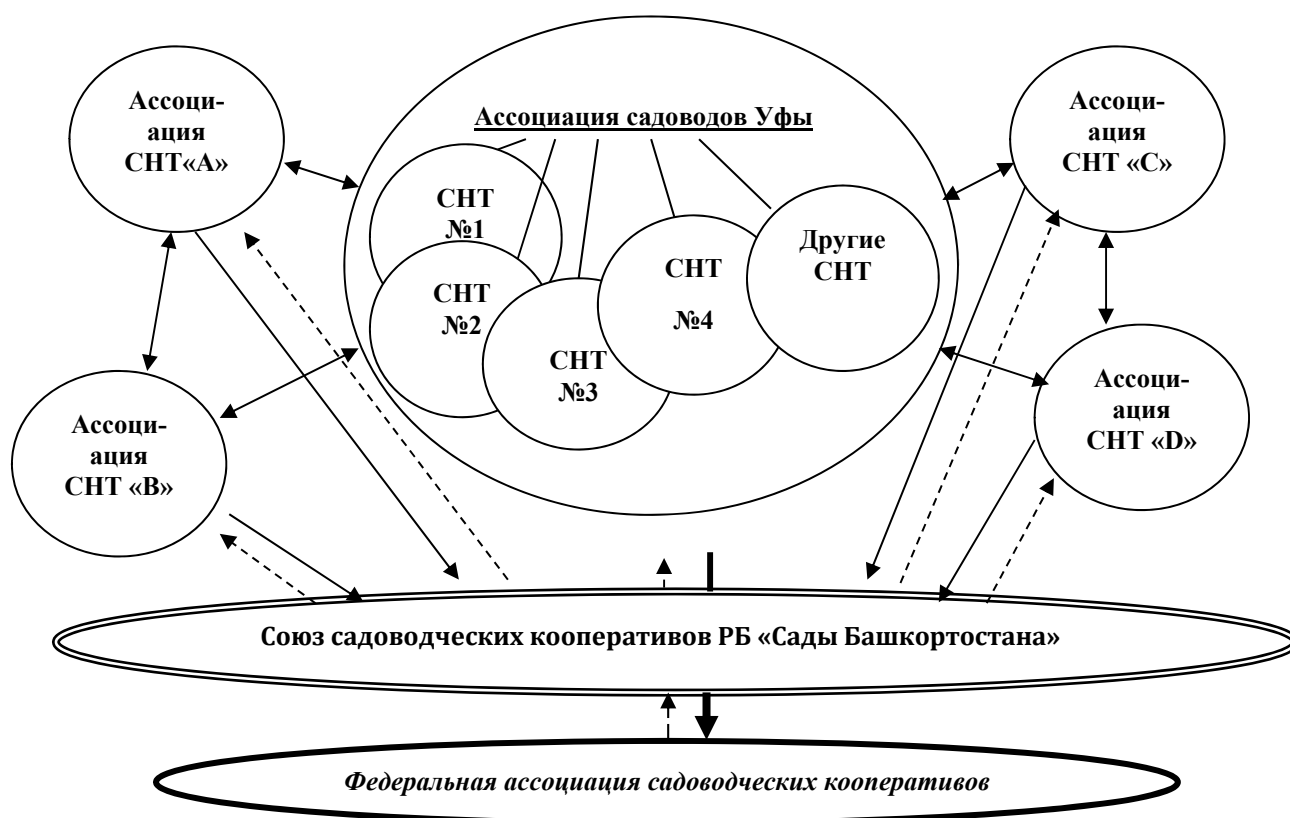 Ассоци-
ация
СНТ«А»
Ассоциация садоводов Уфы
Ассоци-
ация
СНТ «С»
СНТ
№1
СНТ
№2
СНТ
№3
СНТ
№4
Другие
СНТ
Ассоци-
ация
СНТ «В»
Ассоци-
ация
СНТ «D»
Союз садоводческих кооперативов РБ «Сады Башкортостана»
Федеральная ассоциация садоводческих кооперативов